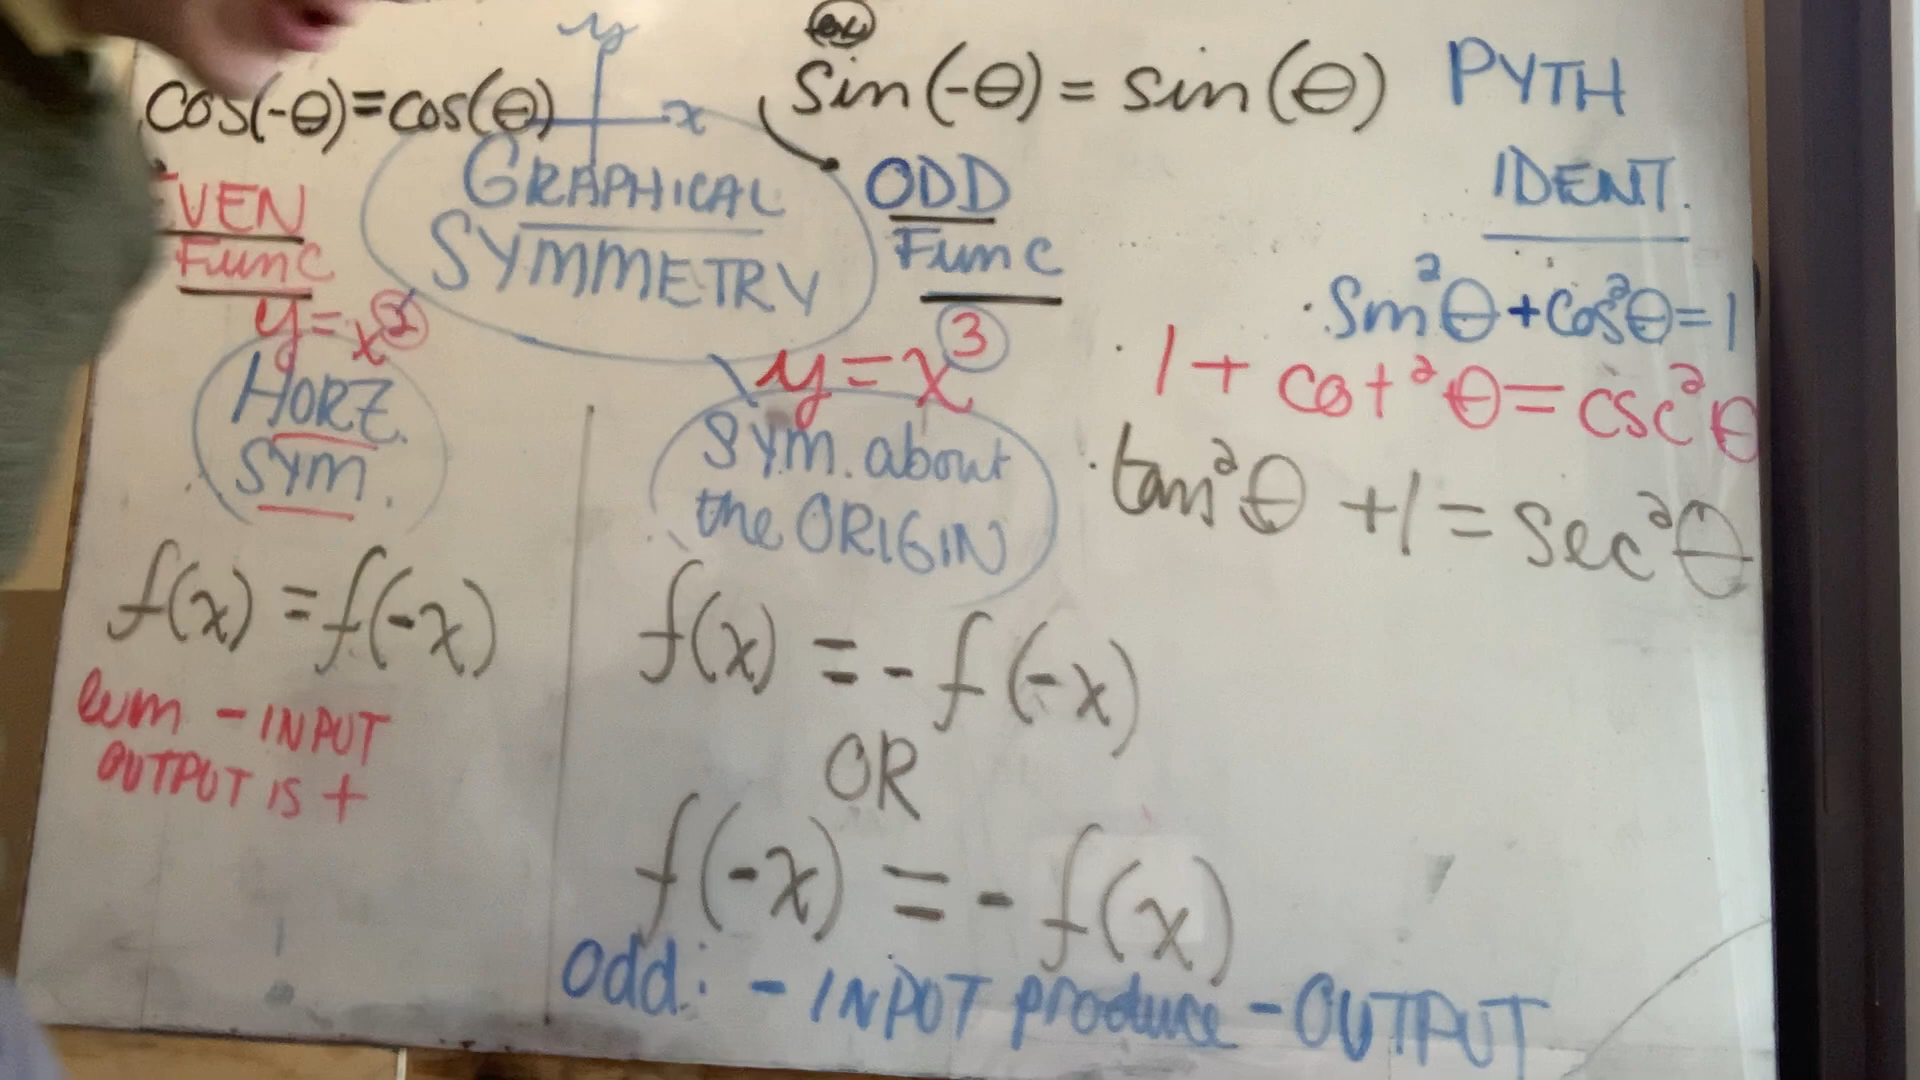 cos(-θ)=cos(θ)
y
x
sin(-θ) = sin(θ)
PYTH
IDENT.
EVEN
Func
y=x²
GRAPHICAL
SYMMETRY
ODD
Func
y=x³
sin²θ+cos²θ=1
1+cot²θ=csc²θ
tan²θ+1=sec²θ
HORZ.
SYM.
f(x)=f(-x)
- INPUT
OUTPUT IS +
SYM. about
the ORIGIN
f(x) = -f(-x)
OR
f(-x) = -f(x)
odd: - INPUT produce - OUTPUT